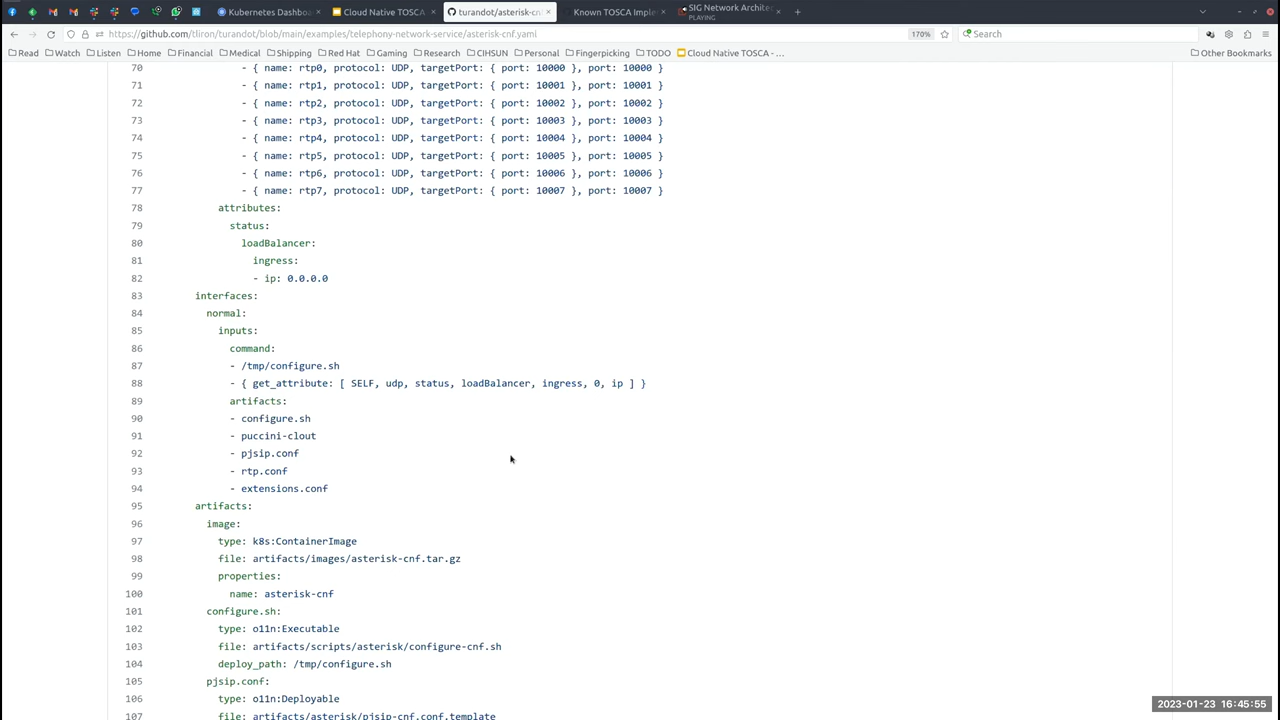 Kubernetes Dashboa
Cloud Native TOSCA
turandot/asterisk-cnf
Known TOSCA Imple
SIG Network Archite
PLAYING
https://github.com/tliron/turandot/blob/main/examples/telephony-network-service/asterisk-cnf.yaml
170%
Search
Read
Watch
Listen
Home
Financial
Medical
Shipping
Red Hat
Gaming
Research
CIHSUN
Personal
Fingerpicking
TODO
Cloud Native TOSCA - …
Other Bookmarks
70 - { name: rtp0, protocol: UDP, targetPort: { port: 10000 }, port: 10000 }
71 - { name: rtp1, protocol: UDP, targetPort: { port: 10001 }, port: 10001 }
72 - { name: rtp2, protocol: UDP, targetPort: { port: 10002 }, port: 10002 }
73 - { name: rtp3, protocol: UDP, targetPort: { port: 10003 }, port: 10003 }
74 - { name: rtp4, protocol: UDP, targetPort: { port: 10004 }, port: 10004 }
75 - { name: rtp5, protocol: UDP, targetPort: { port: 10005 }, port: 10005 }
76 - { name: rtp6, protocol: UDP, targetPort: { port: 10006 }, port: 10006 }
77 - { name: rtp7, protocol: UDP, targetPort: { port: 10007 }, port: 10007 }
78 attributes:
79 status:
80 loadBalancer:
81 ingress:
82 - ip: 0.0.0.0
83 interfaces:
84 normal:
85 inputs:
86 command:
87 - /tmp/configure.sh
88 - { get_attribute: [ SELF, udp, status, loadBalancer, ingress, 0, ip ] }
89 artifacts:
90 - configure.sh
91 - puccini-clout
92 - pjsip.conf
93 - rtp.conf
94 - extensions.conf
95 artifacts:
96 image:
97 type: k8s:ContainerImage
98 file: artifacts/images/asterisk-cnf.tar.gz
99 properties:
100 name: asterisk-cnf
101 configure.sh:
102 type: o11n:Executable
103 file: artifacts/scripts/asterisk/configure-cnf.sh
104 deploy_path: /tmp/configure.sh
105 pjsip.conf:
106 type: o11n:Deployable
107 file: artifacts/asterisk/pjsip-cnf.conf.template
2023-01-23 16:45:55